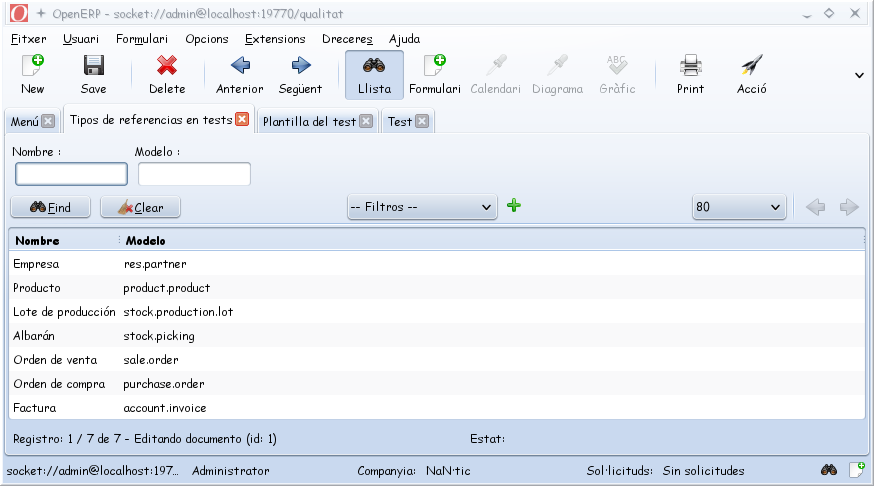 OpenERP - socket://admin@localhost:19770/qualitat
Fitxer Usuari Formulari Opcions Extensions Dreceres Ajuda
New Save Delete Anterior Següent Llista Formulari Calendari Diagrama Gràfic Print Acció
ABC
Menú Tipos de referencias en tests Plantilla del test Test
Nombre : Modelo :
Find Clear -- Filtros -- 80
Nombre Modelo
Empresa res.partner
Producto product.product
Lote de producción stock.production.lot
Albarán stock.picking
Orden de venta sale.order
Orden de compra purchase.order
Factura account.invoice
Registro: 1 / 7 de 7 - Editando documento (id: 1) Estat:
socket://admin@localhost:197... Administrator Companyia: NaN·tic Sol·licituds: Sin solicitudes